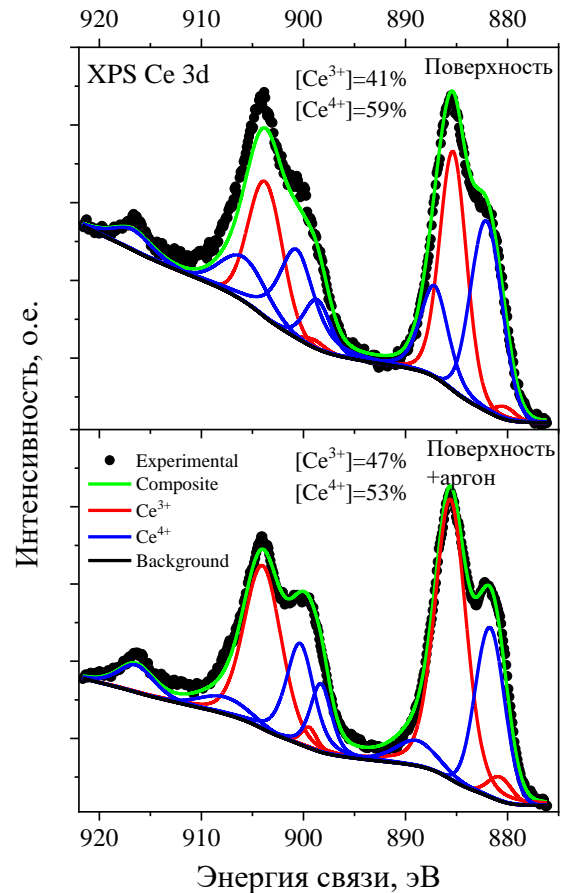 920 910 900 890 880
XPS Ce 3d
[Ce³⁺]=41%
[Ce⁴⁺]=59%
Поверхность
Интенсивность, о.е.
Experimental
Composite
Ce³⁺
Ce⁴⁺
Background
[Ce³⁺]=47%
[Ce⁴⁺]=53%
Поверхность
+аргон
920 910 900 890 880
Энергия связи, эВ